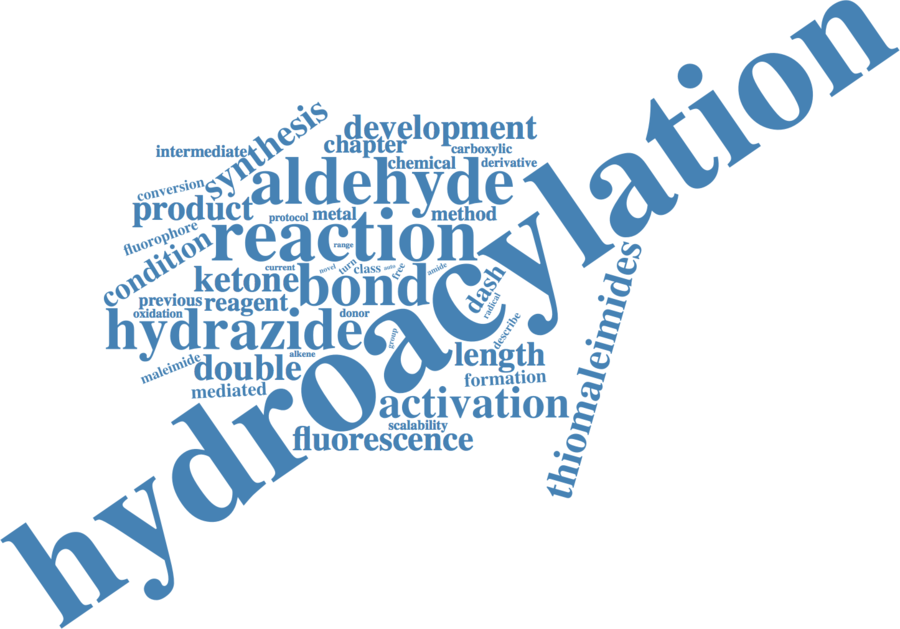 hydroacylation
development
synthesis
chapter
intermediate
carboxylic
chemical
derivative
conversion
aldehyde
product
protocol
metal
method
fluorophore
reaction
range
condition
ketone
current
novel
turn
class
auto
free
amide
bond
dash
radical
previous
reagent
oxidation
donor
hydrazide
group
describe
thiomaleimides
alkene
length
maleimide
double
formation
mediated
activation
scalability
fluorescence